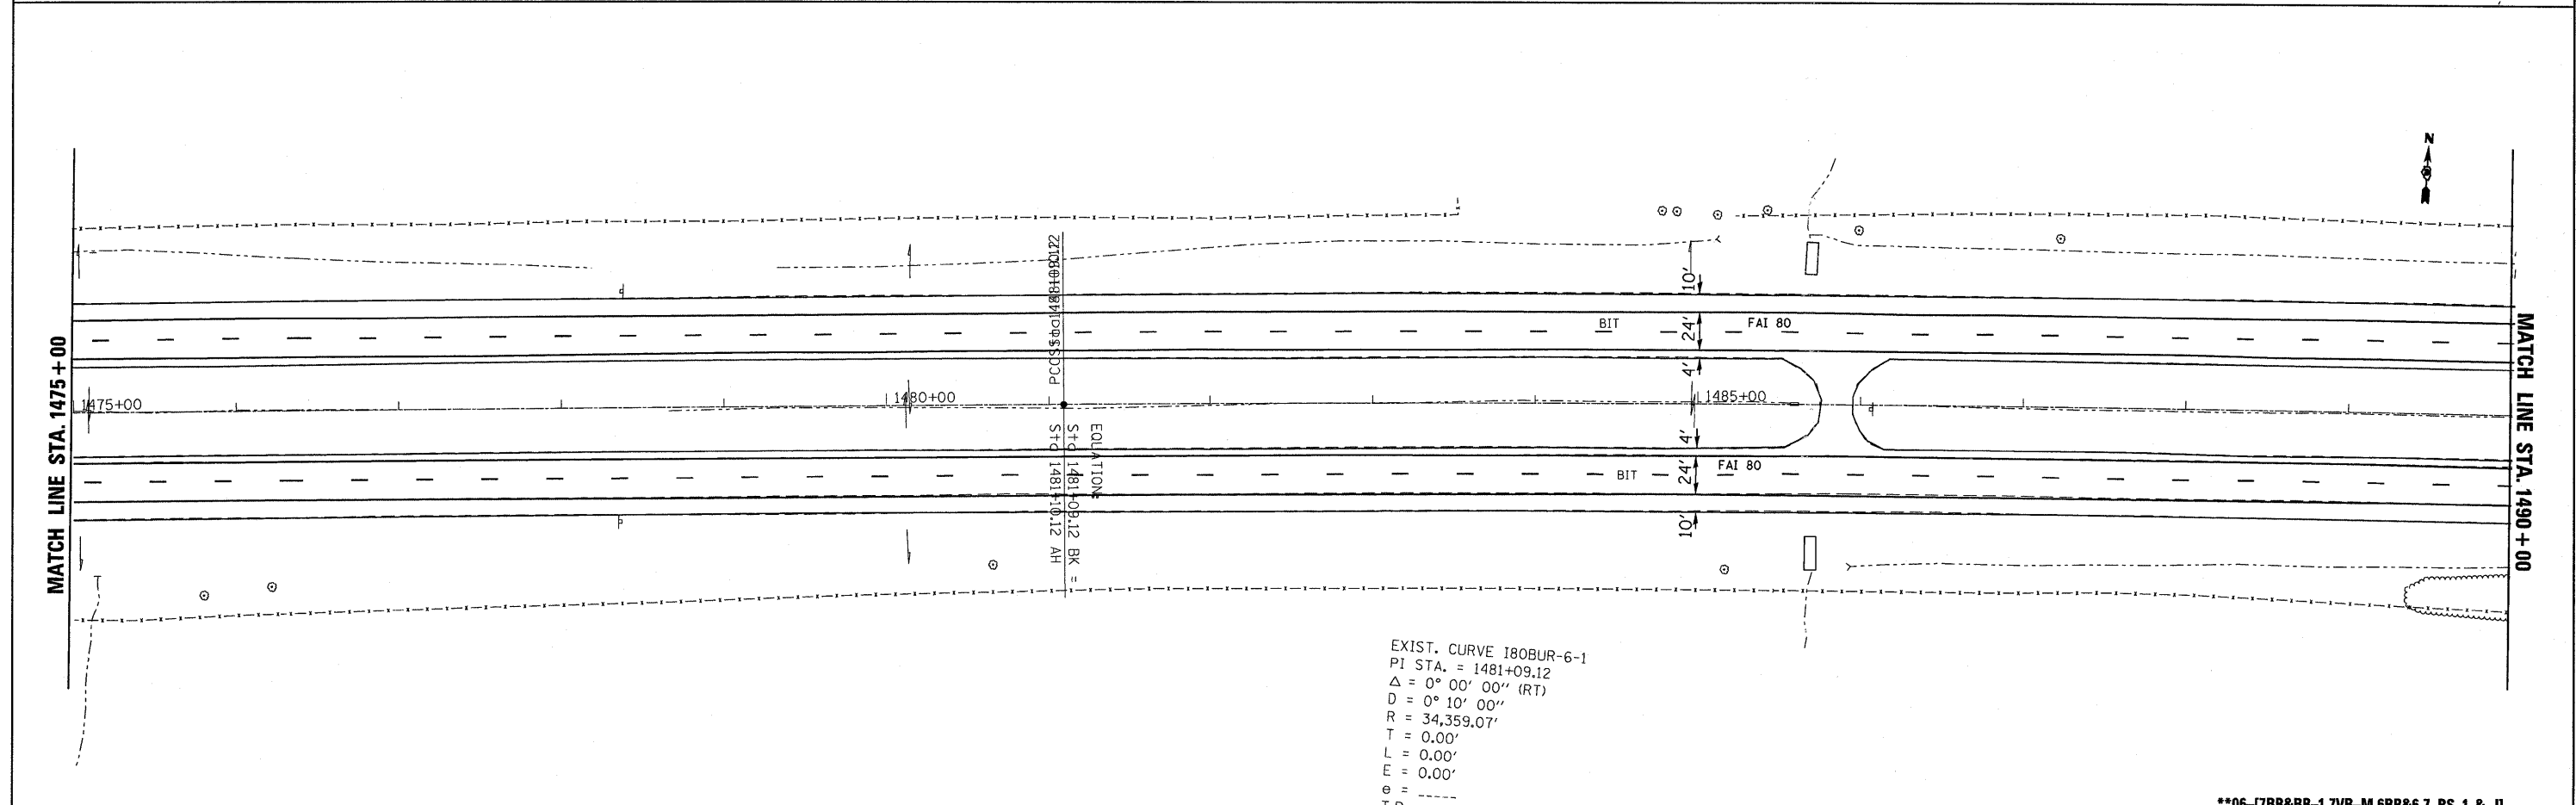 N
MATCH LINE STA. 1475+00
MATCH LINE STA. 1490+00
10'
BIT
24'
FAI 80
4'
1475+00
1480+00
1485+00
4'
EQUATION:
Sta 1481+09.12 BK =
Sta 1481+10.12 AH
FAI 80
BIT
24'
10'
EXIST. CURVE I80BUR-6-1
PI STA. = 1481+09.12
Δ = 0° 00' 00'' (RT)
D = 0° 10' 00''
R = 34,359.07'
T = 0.00'
L = 0.00'
E = 0.00'
e = _____